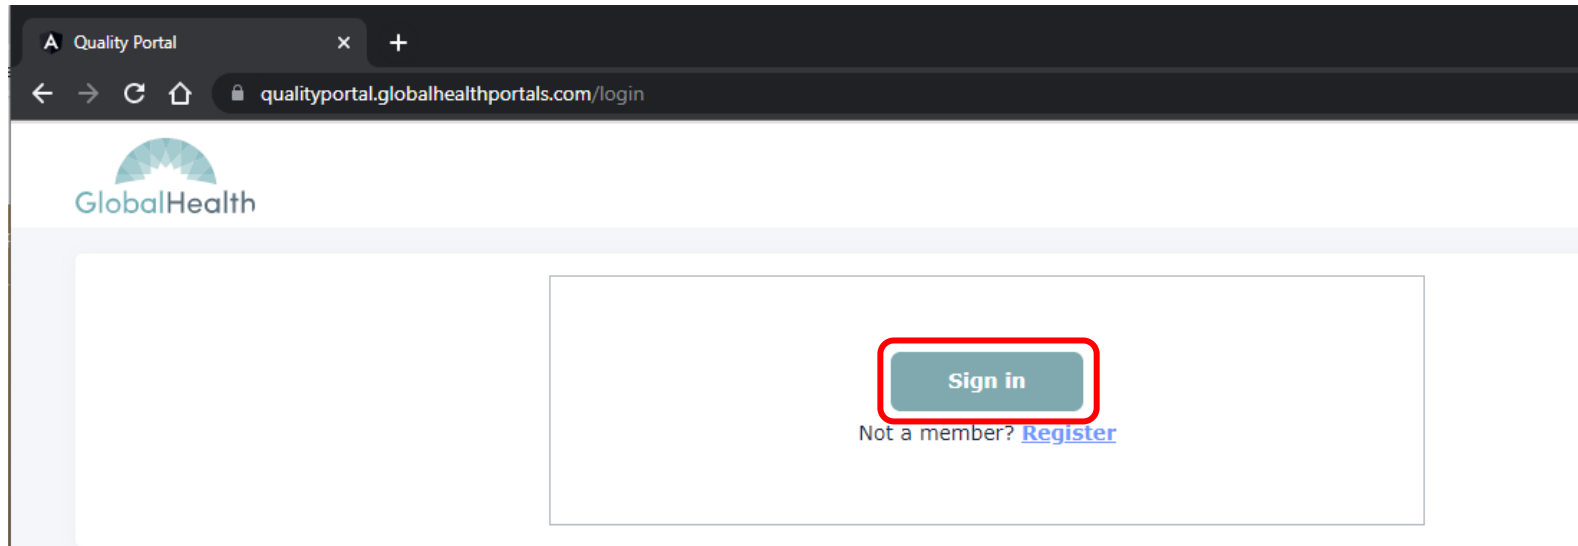 Quality Portal
qualityportal.globalhealthportals.com/login
GlobalHealth
Sign in
Not a member? Register